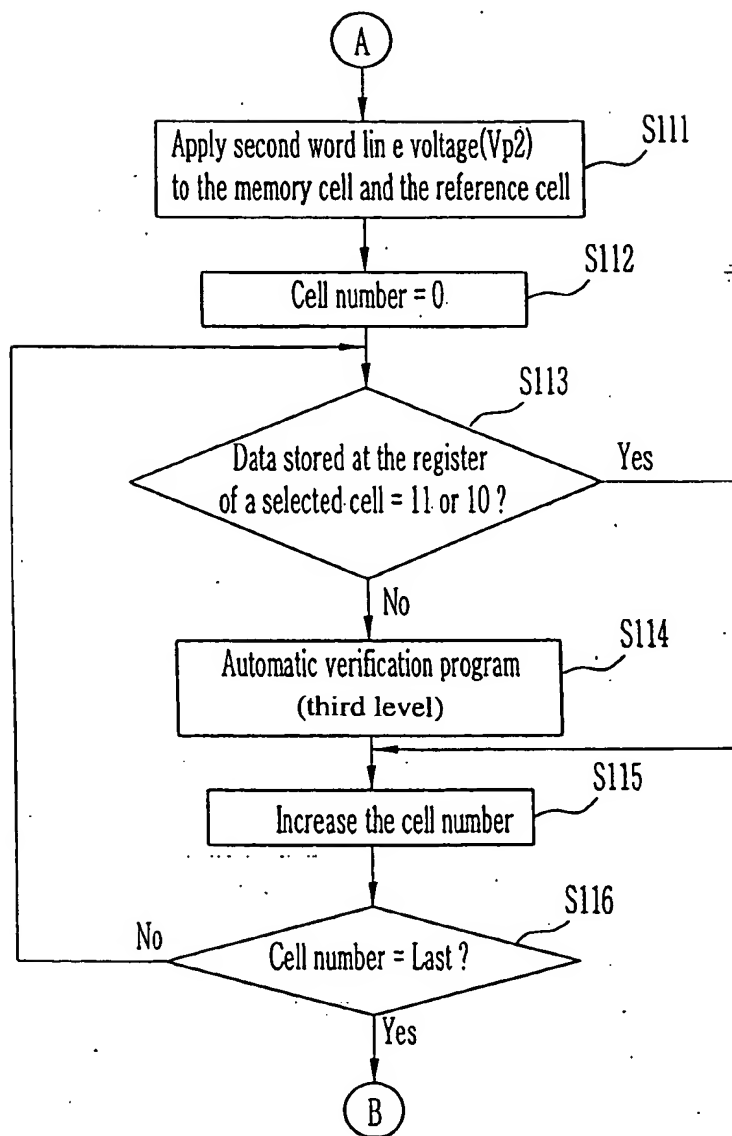 A
Apply second word lin e voltage(Vp2)
to the memory cell and the reference cell
S111
Cell number = 0
S112
S113
Data stored at the register
of a selected cell = 11 or 10 ?
Yes
No
Automatic verification program
(third level)
S114
Increase the cell number
S115
S116
No
Cell number = Last ?
Yes
B